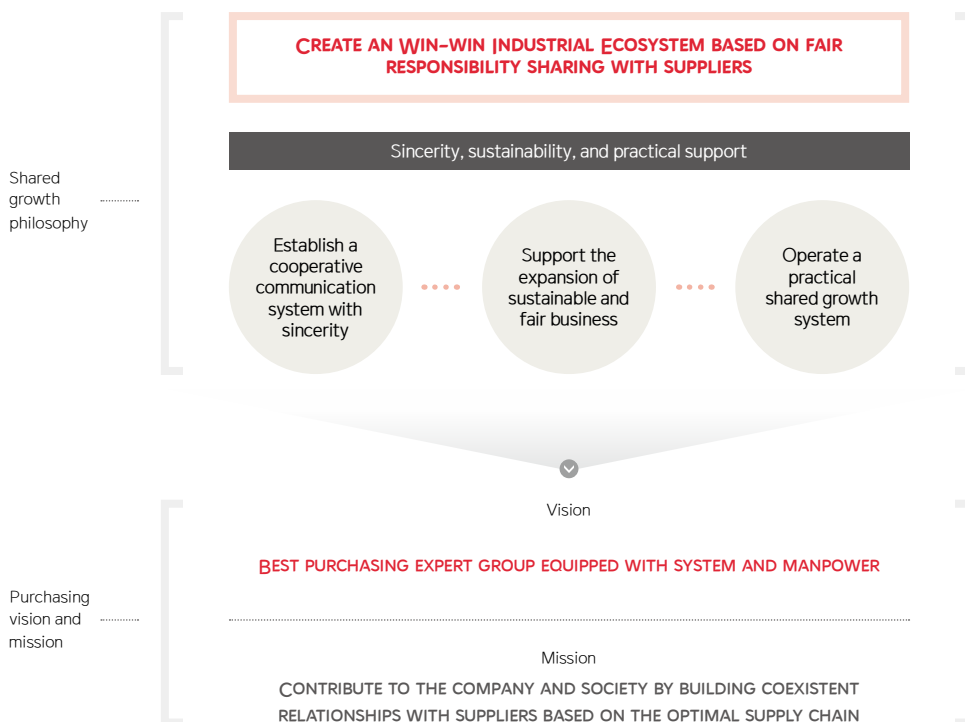 CREATE AN WIN-WIN INDUSTRIAL ECOSYSTEM BASED ON FAIR
RESPONSIBILITY SHARING WITH SUPPLIERS
Sincerity, sustainability, and practical support
Shared
growth
philosophy
Establish a
cooperative
communication
system with
sincerity
Support the
expansion of
sustainable and
fair business
Operate a
practical
shared growth
system
Vision
BEST PURCHASING EXPERT GROUP EQUIPPED WITH SYSTEM AND MANPOWER
Purchasing
vision and
mission
Mission
CONTRIBUTE TO THE COMPANY AND SOCIETY BY BUILDING COEXISTENT
RELATIONSHIPS WITH SUPPLIERS BASED ON THE OPTIMAL SUPPLY CHAIN